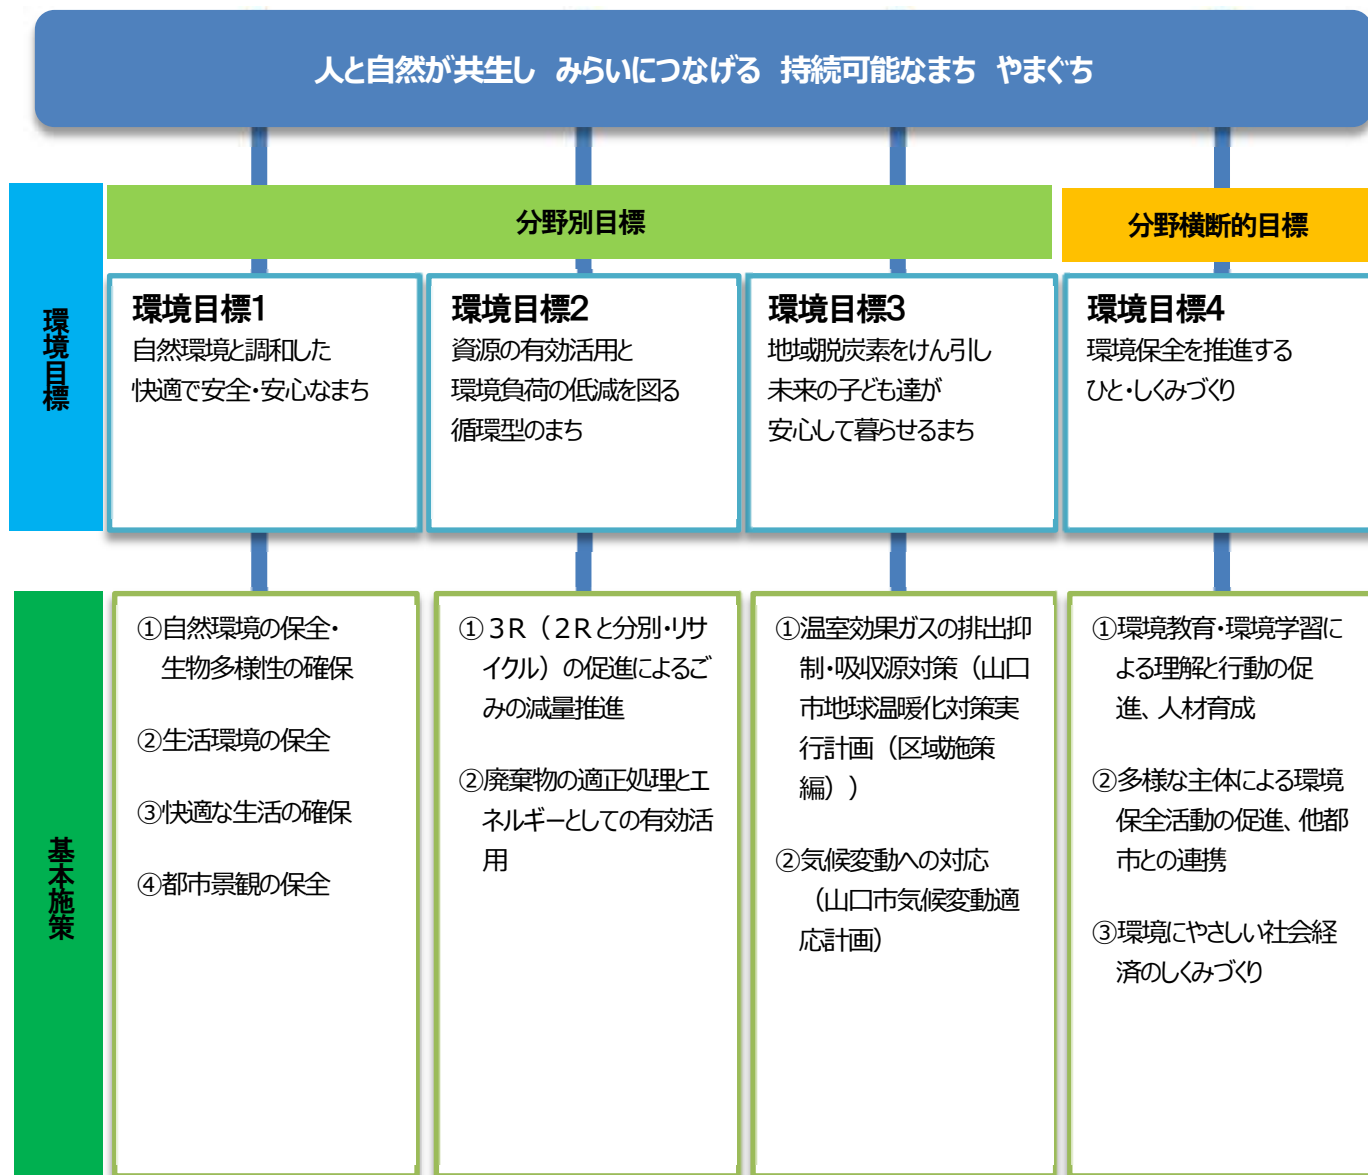 人と自然が共生し みらいにつなげる 持続可能なまち やまぐち
環境目標
分野別目標
分野横断的目標
環境目標1
自然環境と調和した
快適で安全・安心なまち
環境目標2
資源の有効活用と
環境負荷の低減を図る
循環型のまち
環境目標3
地域脱炭素をけん引し
未来の子ども達が
安心して暮らせるまち
環境目標4
環境保全を推進する
ひと・しくみづくり
基本施策
①自然環境の保全・
生物多様性の確保
②生活環境の保全
③快適な生活の確保
④都市景観の保全
①３Ｒ（２Ｒと分別・リサ
イクル）の促進によるご
みの減量推進
②廃棄物の適正処理とエ
ネルギーとしての有効活
用
①温室効果ガスの排出抑
制・吸収源対策（山口
市地球温暖化対策実
行計画（区域施策
編））
②気候変動への対応
（山口市気候変動適
応計画）
①環境教育・環境学習に
よる理解と行動の促
進、人材育成
②多様な主体による環境
保全活動の促進、他都
市との連携
③環境にやさしい社会経
済のしくみづくり